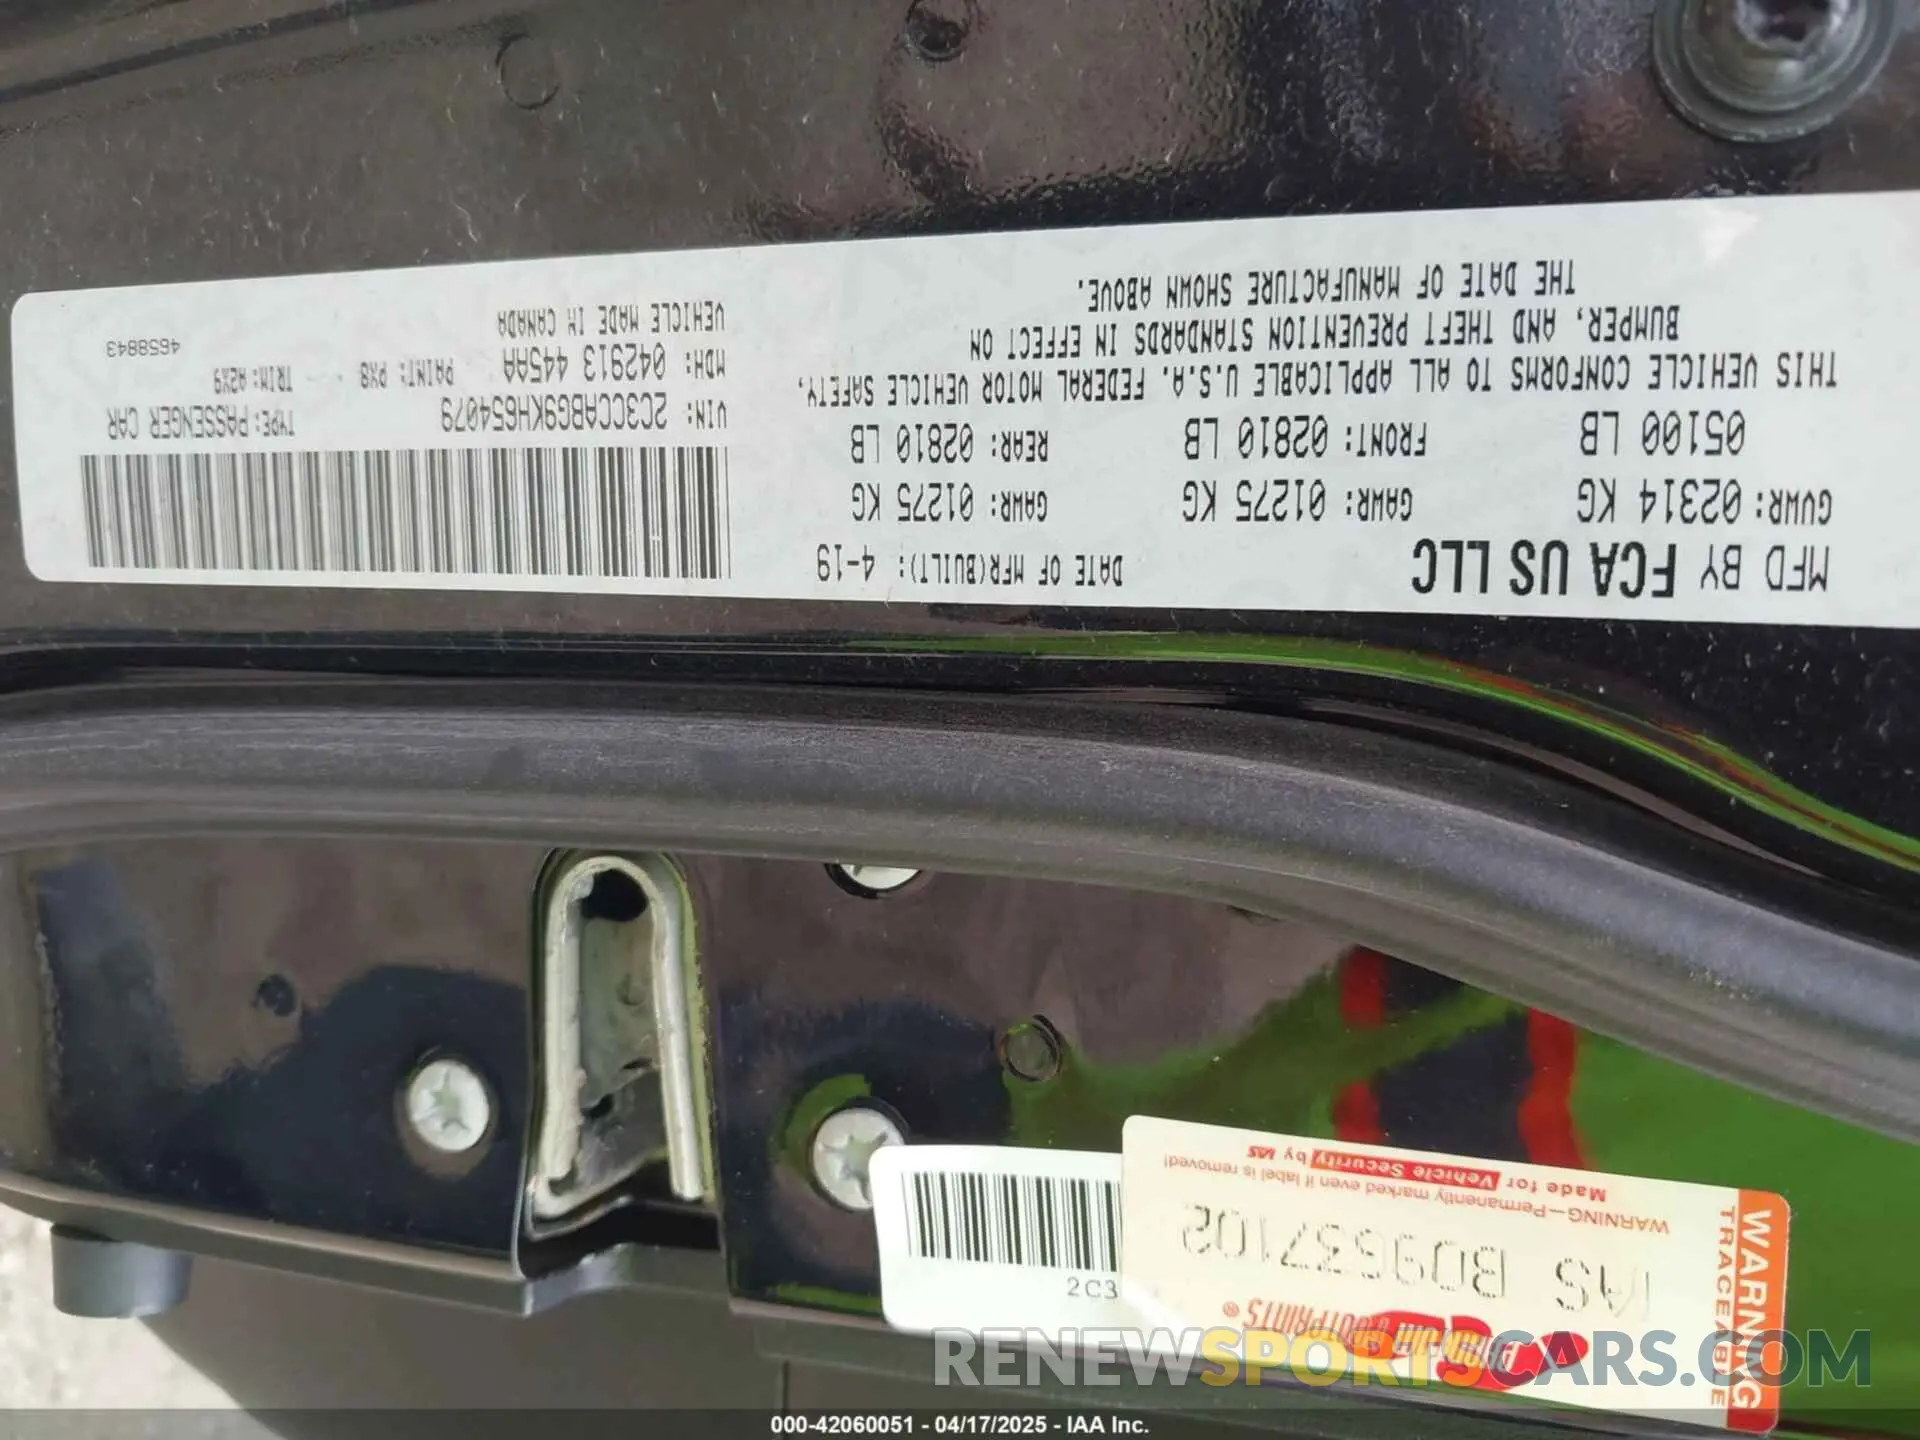 MFD BY FCA US LLC
DATE OF MFR(BUILT): 4-19
GVWR: 02314 KG
GAWR: 01275 KG
GAWR: 01275 KG
05100 LB
FRONT: 02810 LB
REAR: 02810 LB
THIS VEHICLE CONFORMS TO ALL APPLICABLE U.S.A. FEDERAL MOTOR VEHICLE SAFETY,
BUMPER, AND THEFT PREVENTION STANDARDS IN EFFECT ON
THE DATE OF MANUFACTURE SHOWN ABOVE.
VIN: 2C3CCABG9KH654079
TYPE: PASSENGER CAR
MDH: 042913 445AA
PAINT: PX8
TRIM: A2X9
VEHICLE MADE IN CANADA
4658843
2C3
WARNING
TRACEABLE
IAS B09637102
WARNING—Permanently marked even if label is removed!
Made for Vehicle Security by IAS
RENEWSPORTSCARS.COM
000-42060051 - 04/17/2025 - IAA Inc.